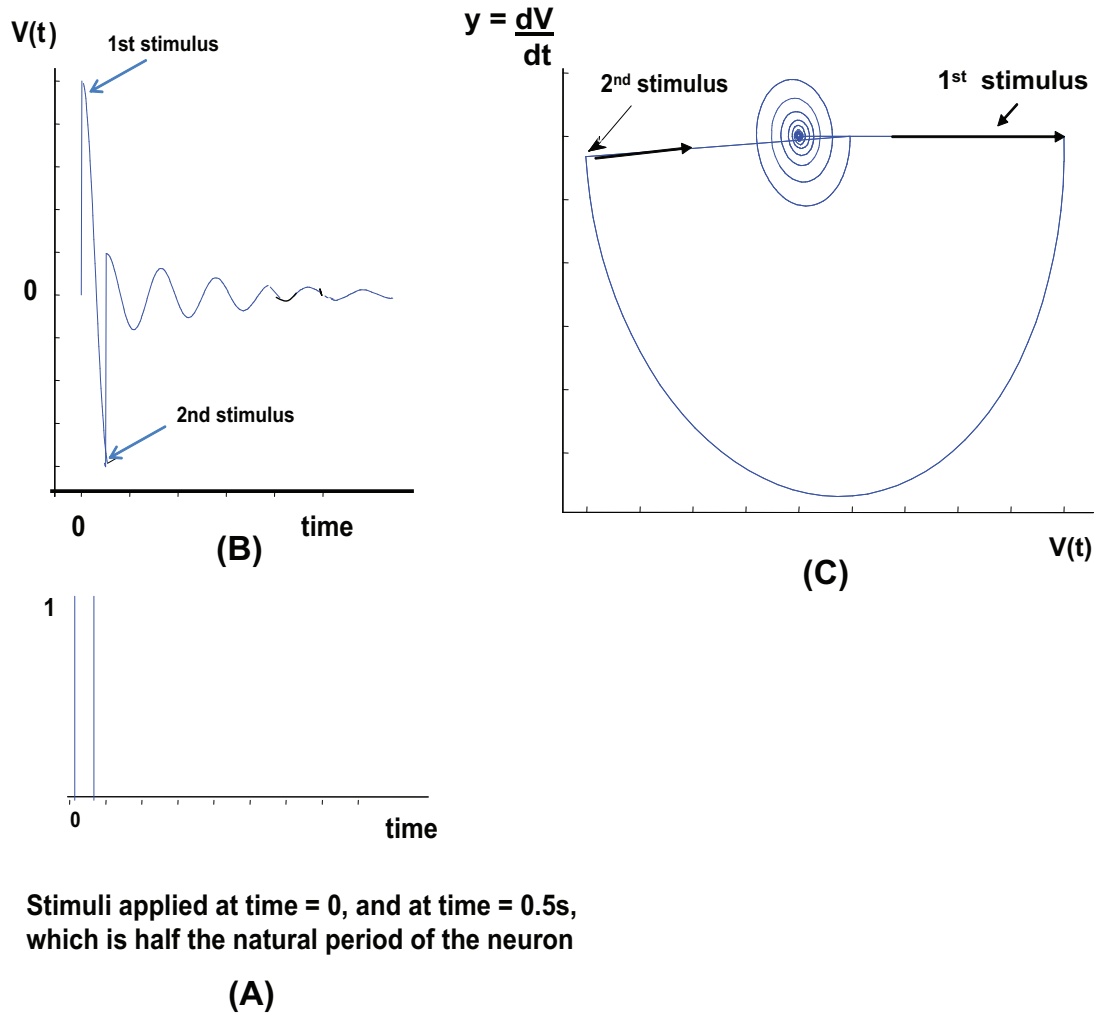 V(t)
1st stimulus
0
2nd stimulus
0
time
(B)
y = dV
dt
2nd stimulus
1st stimulus
V(t)
(C)
1
0
time
Stimuli applied at time = 0, and at time = 0.5s,
which is half the natural period of the neuron
(A)